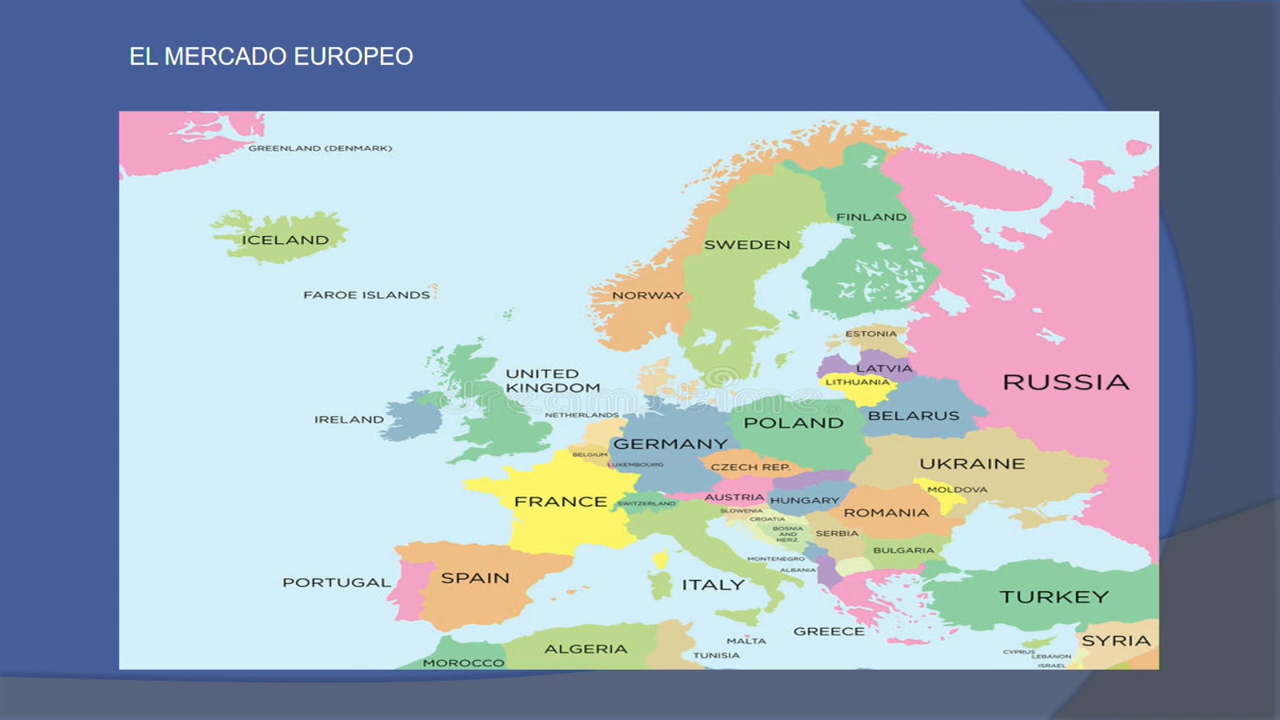 EL MERCADO EUROPEO
GREENLAND (DENMARK)
ICELAND
FINLAND
SWEDEN
FAROE ISLANDS
NORWAY
ESTONIA
LATVIA
LITHUANIA
RUSSIA
UNITED
KINGDOM
dreamstime.
NETHERLANDS
IRELAND
BELARUS
POLAND
GERMANY
BELGIUM
LUXEMBOURG
CZECH REP.
UKRAINE
MOLDOVA
FRANCE
SWITZERLAND
AUSTRIA
HUNGARY
SLOWENIA
CROATIA
ROMANIA
BOSNIA
AND
HERZ.
SERBIA
BULGARIA
MONTENEGRO
ALBANIA
PORTUGAL
SPAIN
ITALY
TURKEY
GREECE
MALTA
SYRIA
ALGERIA
TUNISIA
MOROCCO
CYPRUS
LEBANON
ISRAEL